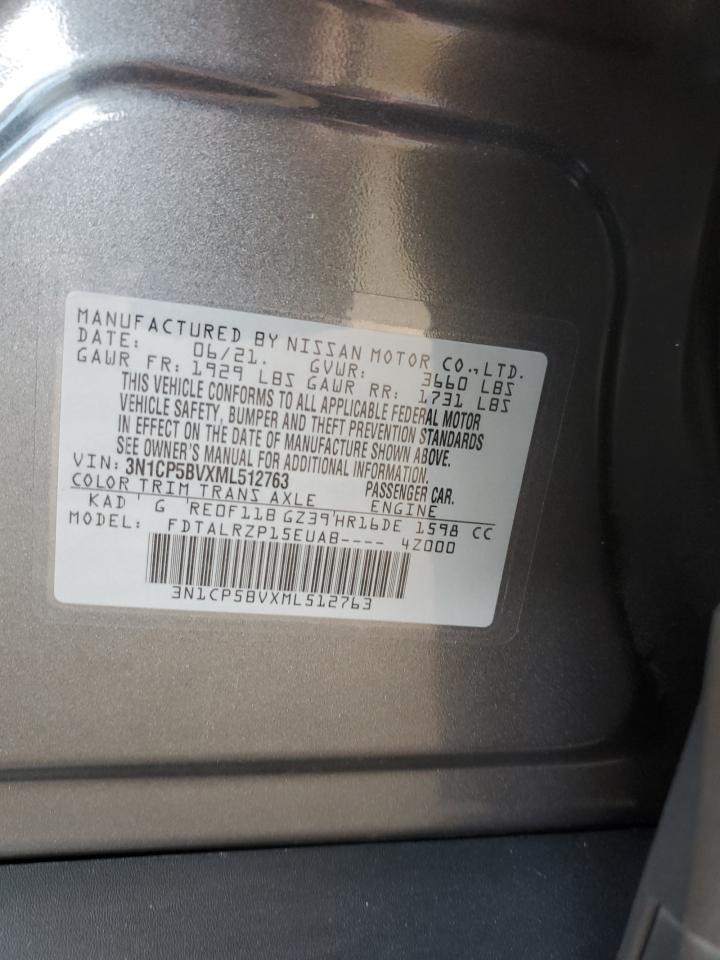 MANUFACTURED BY NISSAN MOTOR CO., LTD.
DATE: 06/21. GVWR: 3660 LBS
GAWR FR: 1929 LBS GAWR RR: 1731 LBS
THIS VEHICLE CONFORMS TO ALL APPLICABLE FEDERAL MOTOR
VEHICLE SAFETY, BUMPER AND THEFT PREVENTION STANDARDS
IN EFFECT ON THE DATE OF MANUFACTURE SHOWN ABOVE.
SEE OWNER'S MANUAL FOR ADDITIONAL INFORMATION.
VIN: 3N1CP5BVXML512763 PASSENGER CAR.
COLOR TRIM TRANS AXLE ENGINE
KAD ' G 'RE0F11B GZ39'HR16DE 1598 CC
MODEL: FDTALRZP15EUAB---- 4Z000
3N1CP5BVXML512763